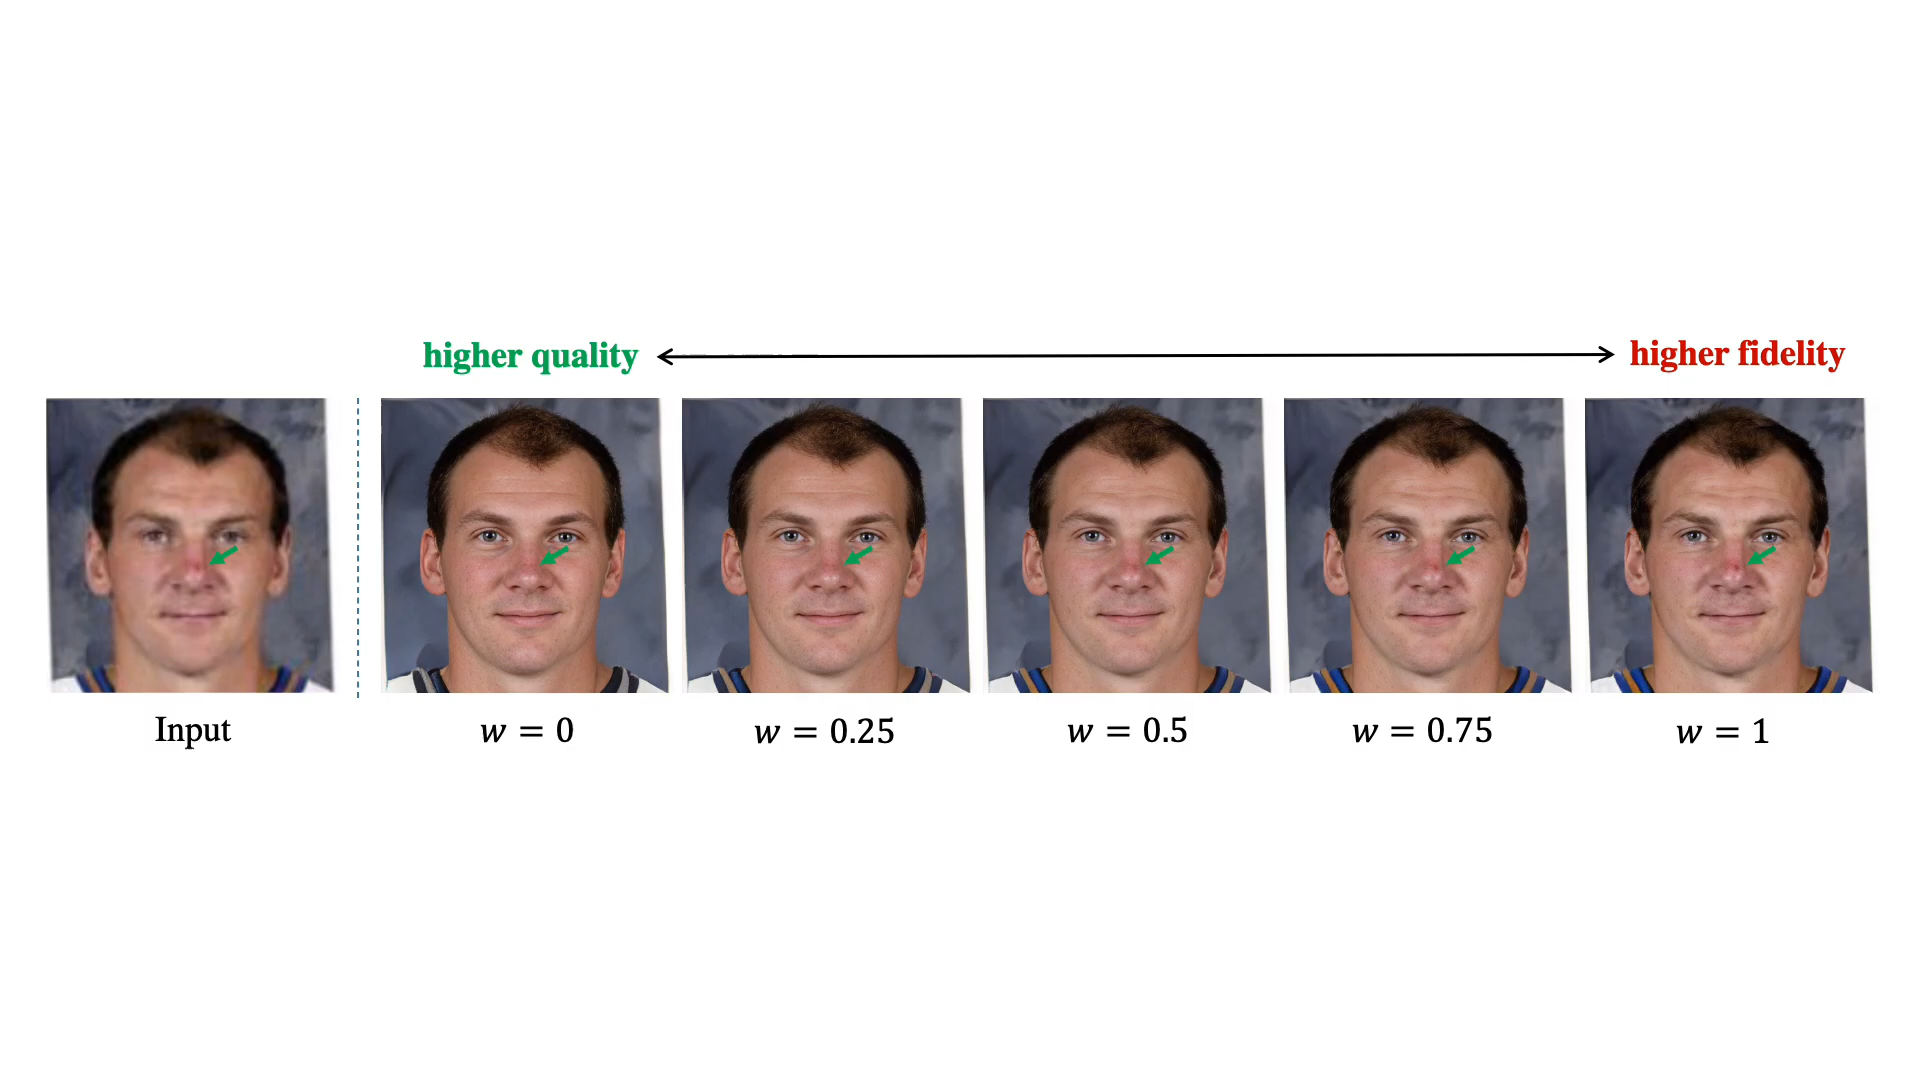 higher quality
higher fidelity
Input
w = 0
w = 0.25
w = 0.5
w = 0.75
w = 1